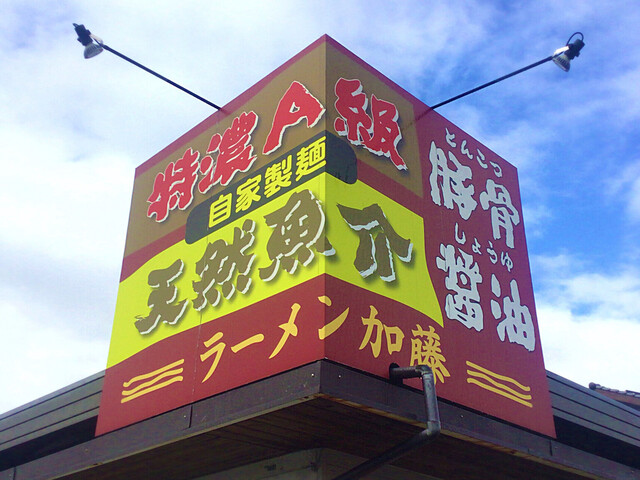 特濃A級
自家製麺
天然魚介
ラーメン加藤
とんこつ
豚骨
しょうゆ
醤油